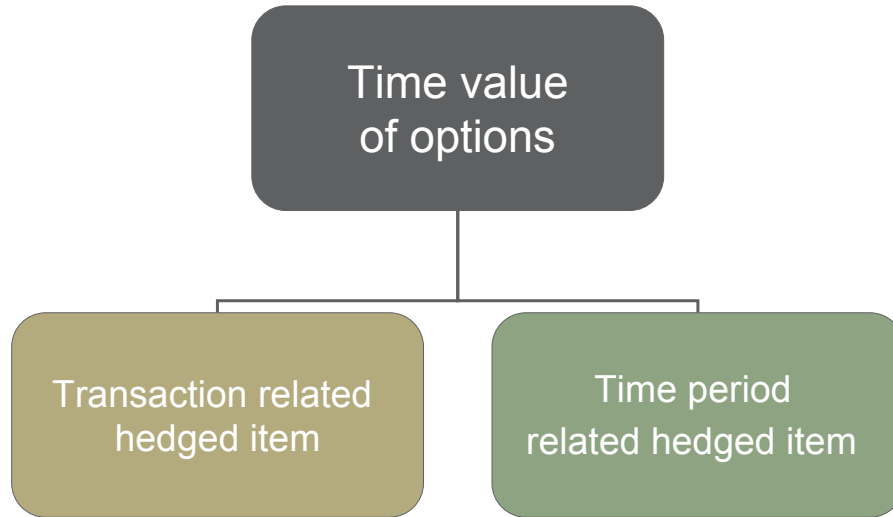 Time value
of options
Transaction related
hedged item
Time period
related hedged item